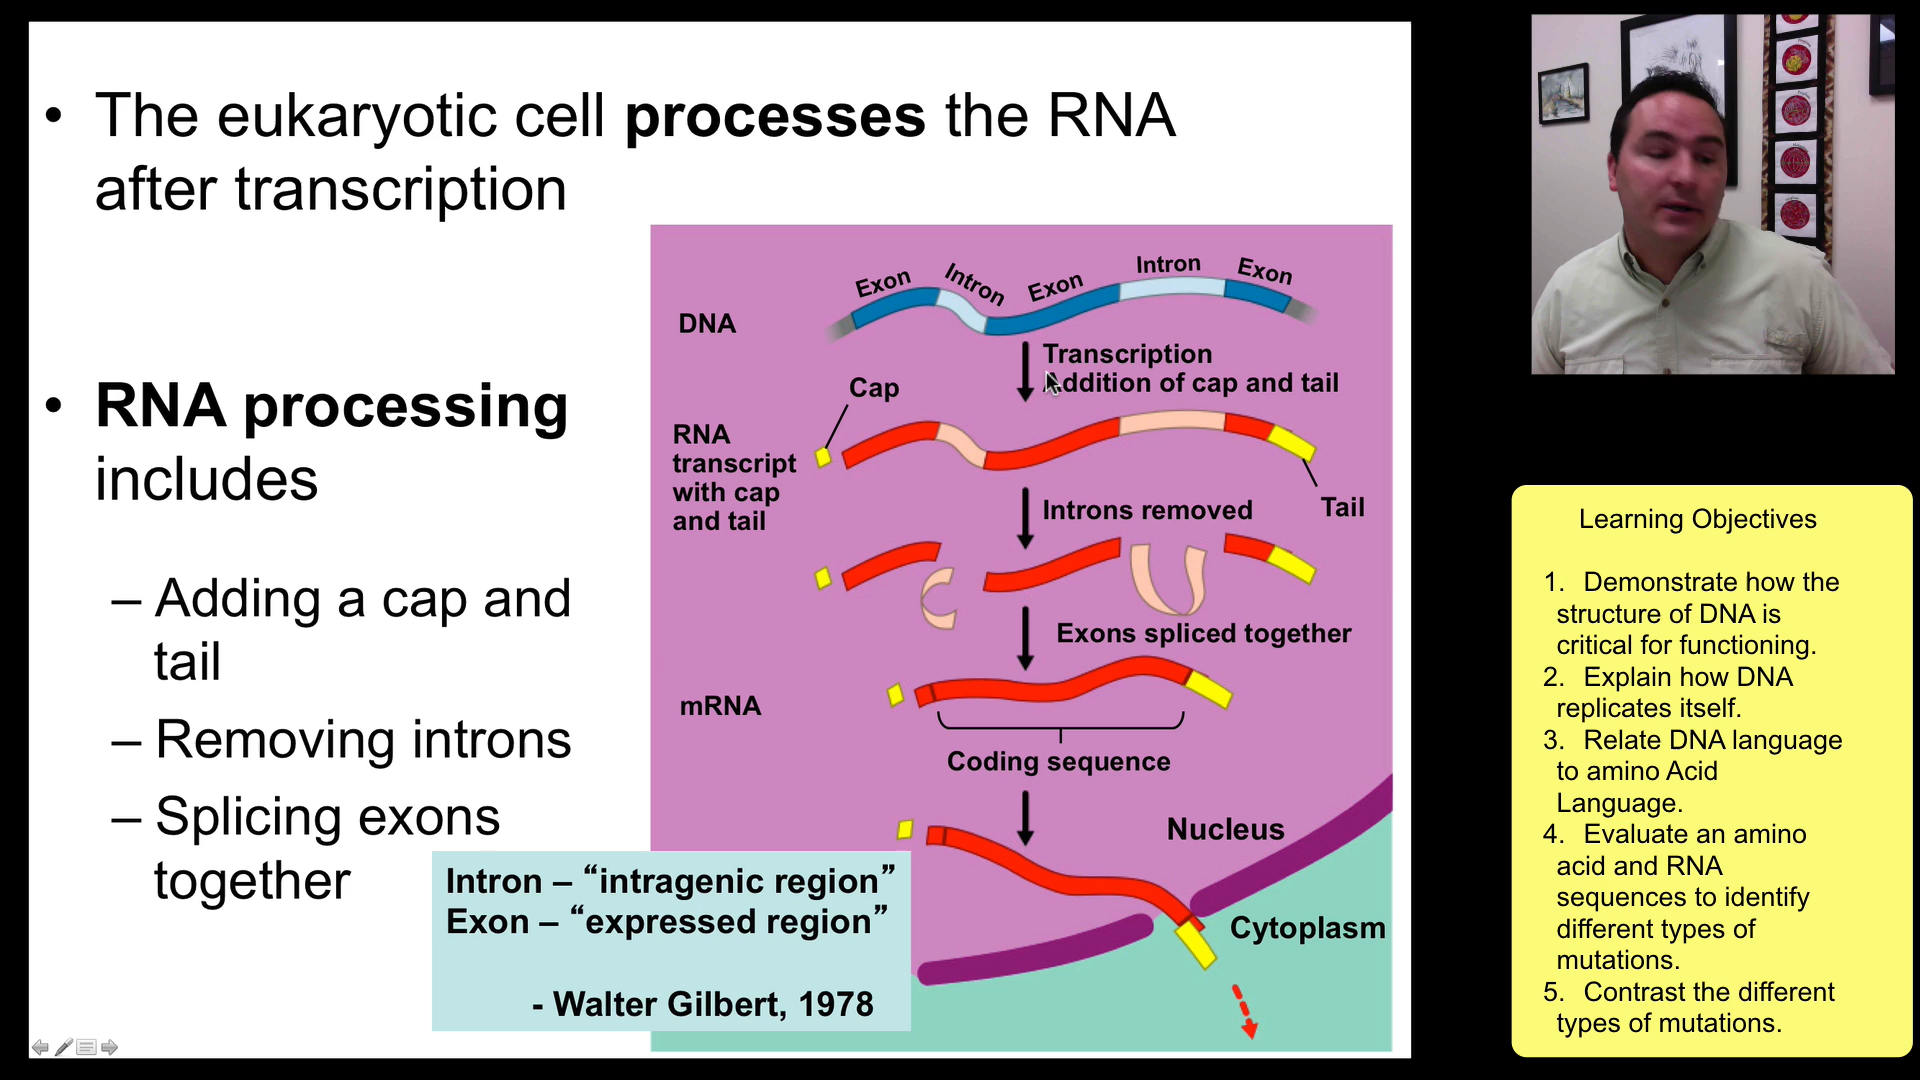 • The eukaryotic cell processes the RNA
after transcription
• RNA processing
includes
– Adding a cap and
tail
– Removing introns
– Splicing exons
together
Exon
Intron
Exon
Intron
Exon
DNA
Transcription
Addition of cap and tail
Cap
RNA
transcript
with cap
and tail
Tail
Introns removed
Exons spliced together
mRNA
Coding sequence
Nucleus
Cytoplasm
Intron – “intragenic region”
Exon – “expressed region”
- Walter Gilbert, 1978
Learning Objectives
1. Demonstrate how the
structure of DNA is
critical for functioning.
2. Explain how DNA
replicates itself.
3. Relate DNA language
to amino Acid
Language.
4. Evaluate an amino
acid and RNA
sequences to identify
different types of
mutations.
5. Contrast the different
types of mutations.